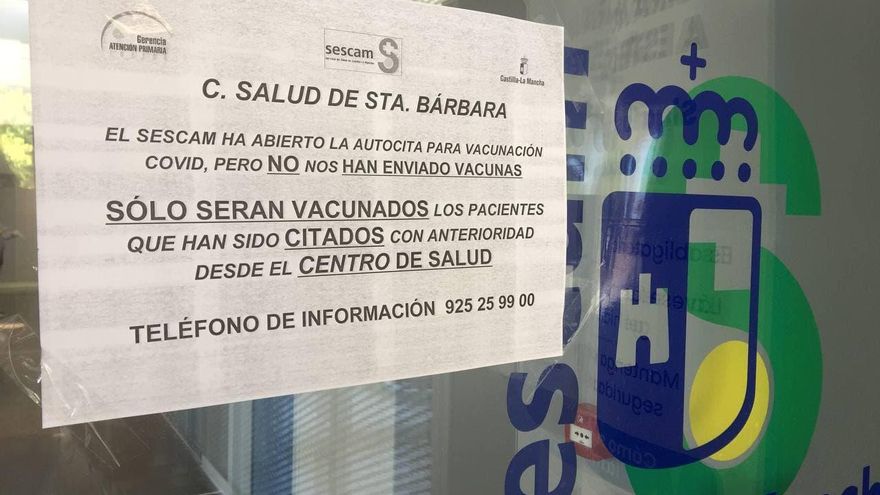 Gerencia
ATENCIÓN PRIMARIA
sescam
Castilla-La Mancha
C. SALUD DE STA. BÁRBARA
EL SESCAM HA ABIERTO LA AUTOCITA PARA VACUNACIÓN
COVID, PERO NO NOS HAN ENVIADO VACUNAS
SÓLO SERAN VACUNADOS LOS PACIENTES
QUE HAN SIDO CITADOS CON ANTERIORIDAD
DESDE EL CENTRO DE SALUD
TELÉFONO DE INFORMACIÓN 925 25 99 00